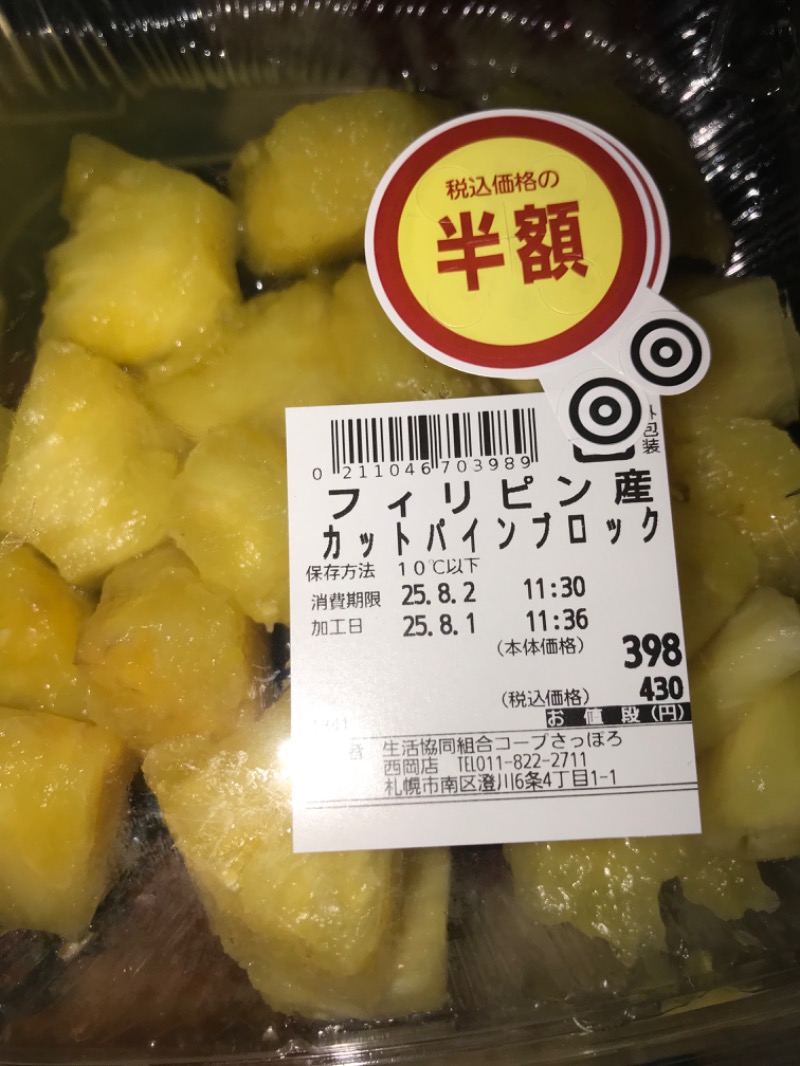 税込価格の
半額
外包装
0 211046 703989
フィリピン産
カットパインブロック
保存方法 10℃以下
消費期限 25.8.2 11:30
加工日 25.8.1 11:36
(本体価格) 398
(税込価格) 430
お値段(円)
生活協同組合コープさっぽろ
西岡店 TEL011-822-2711
札幌市南区澄川6条4丁目1-1